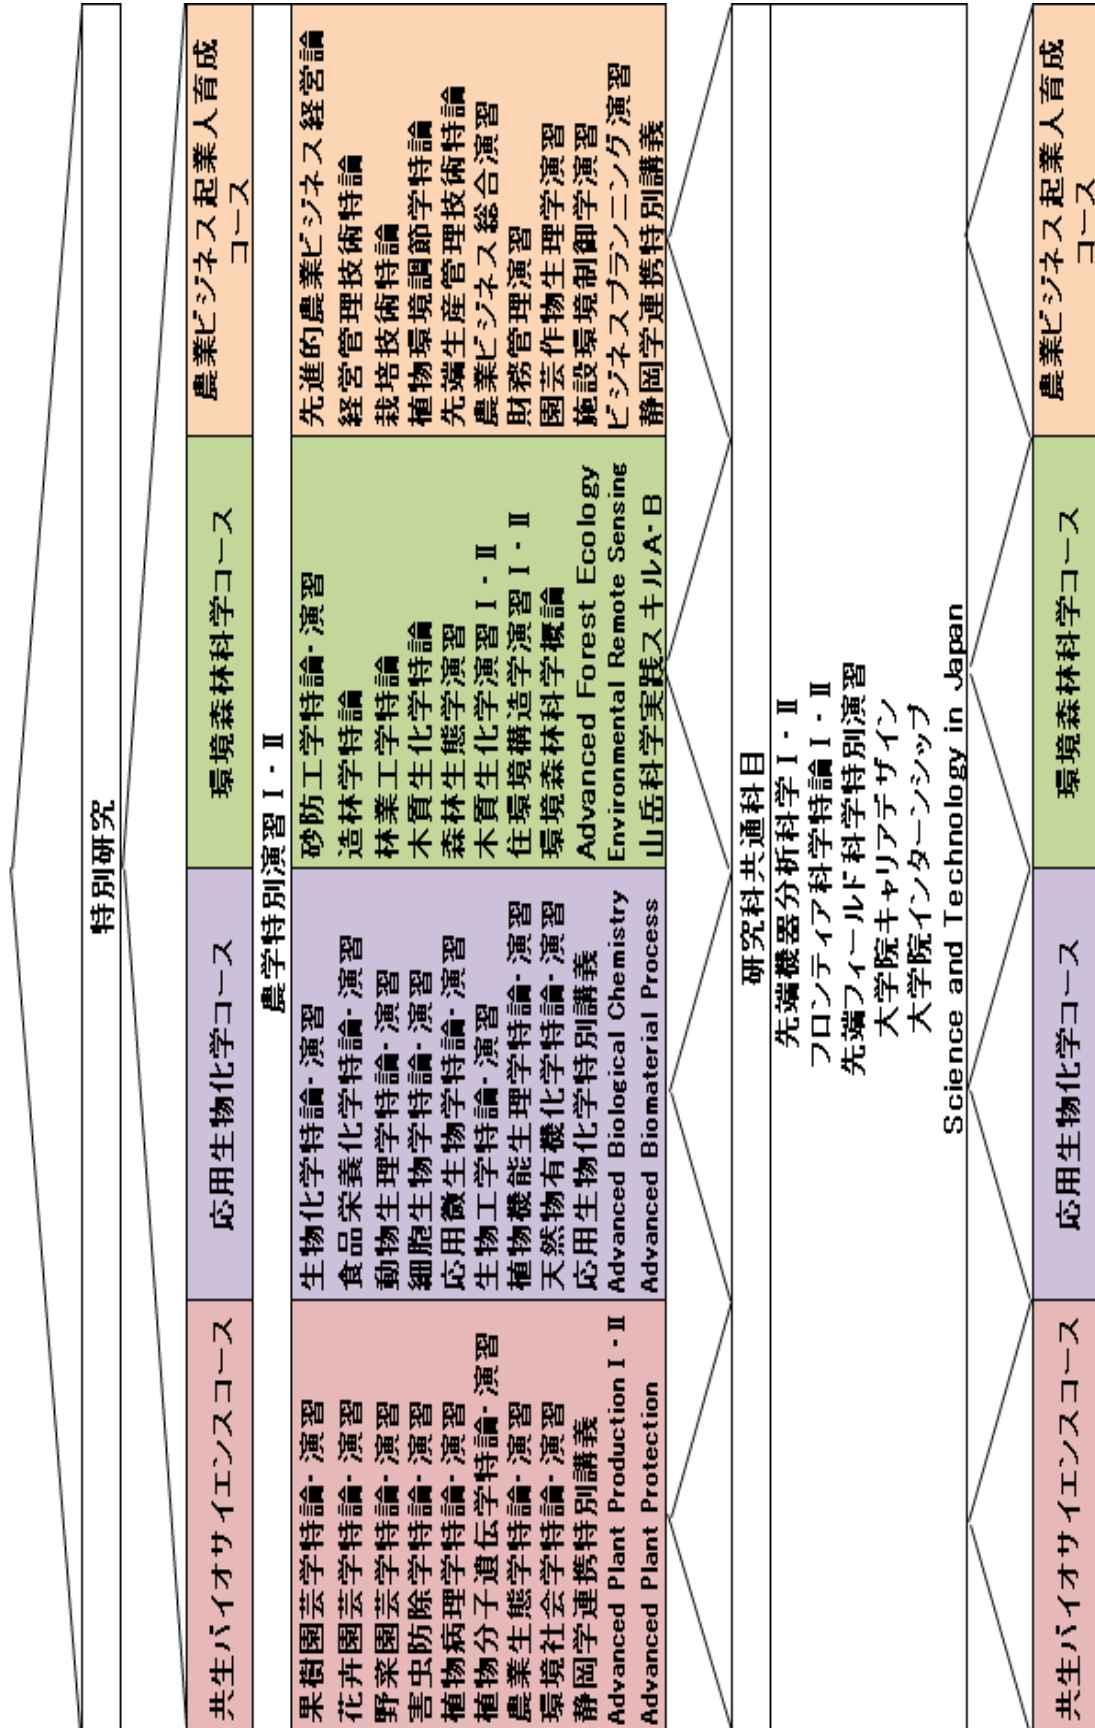 特別研究
共生バイオサイエンスコース
応用生物化学コース
環境森林科学コース
農業ビジネス起業人育成
コース
農学特別演習Ⅰ・Ⅱ
果樹園芸学特論・演習
花卉園芸学特論・演習
野菜園芸学特論・演習
害虫防除学特論・演習
植物病理学特論・演習
植物分子遺伝学特論・演習
農業生態学特論・演習
環境社会学特論・演習
静岡学連携特別講義
Advanced Plant Production Ⅰ・Ⅱ
Advanced Plant Protection
生物化学特論・演習
食品栄養化学特論・演習
動物生理学特論・演習
細胞生物学特論・演習
応用微生物学特論・演習
生物工学特論・演習
植物機能生理学特論・演習
天然物有機化学特論・演習
応用生物化学特別講義
Advanced Biological Chemistry
Advanced Biomaterial Process
砂防工学特論・演習
造林学特論
林業工学特論
木質生化学特論
森林生態学演習
木質生化学演習Ⅰ・Ⅱ
住環境構造学演習Ⅰ・Ⅱ
環境森林科学概論
Advanced Forest Ecology
Environmental Remote Sensing
山岳科学実践スキルA・B
先進的農業ビジネス経営論
経営管理技術特論
栽培技術特論
植物環境調節学特論
先端生産管理技術特論
農業ビジネス総合演習
財務管理演習
園芸作物生理学演習
施設環境制御学演習
ビジネスプランニング演習
静岡学連携特別講義
研究科共通科目
先端機器分析科学Ⅰ・Ⅱ
フロンティア科学特論Ⅰ・Ⅱ
先端フィールド科学特別演習
大学院キャリアデザイン
大学院インターンシップ
Science and Technology in Japan
共生バイオサイエンスコース
応用生物化学コース
環境森林科学コース
農業ビジネス起業人育成
コース